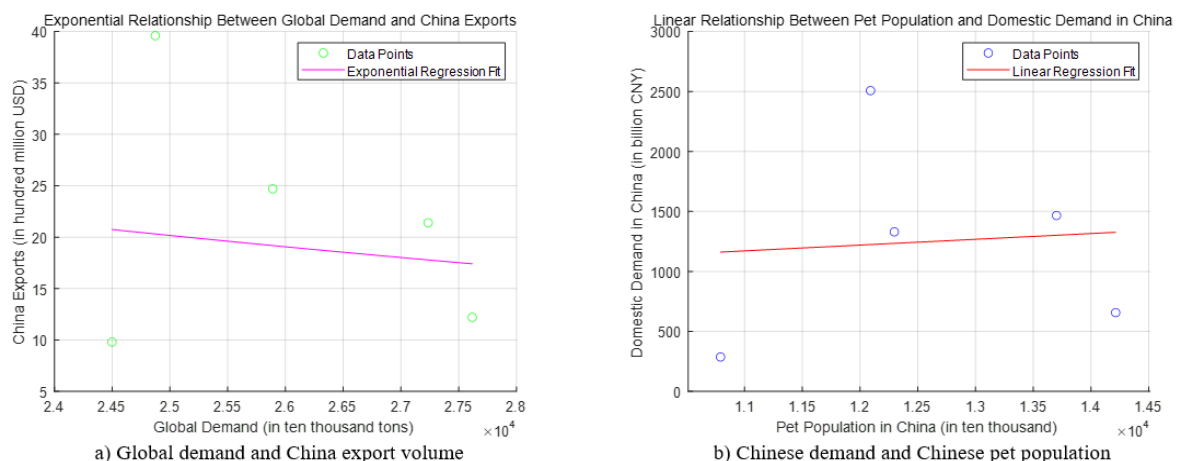 Exponential Relationship Between Global Demand and China Exports
40
35
30
25
20
15
10
5
China Exports (in hundred million USD)
Data Points
Exponential Regression Fit
2.4 2.45 2.5 2.55 2.6 2.65 2.7 2.75 2.8
Global Demand (in ten thousand tons)
×10^4
a) Global demand and China export volume
Linear Relationship Between Pet Population and Domestic Demand in China
3000
2500
2000
1500
1000
500
0
Domestic Demand in China (in billion CNY)
Data Points
Linear Regression Fit
1.1 1.15 1.2 1.25 1.3 1.35 1.4 1.45
Pet Population in China (in ten thousand)
×10^4
b) Chinese demand and Chinese pet population